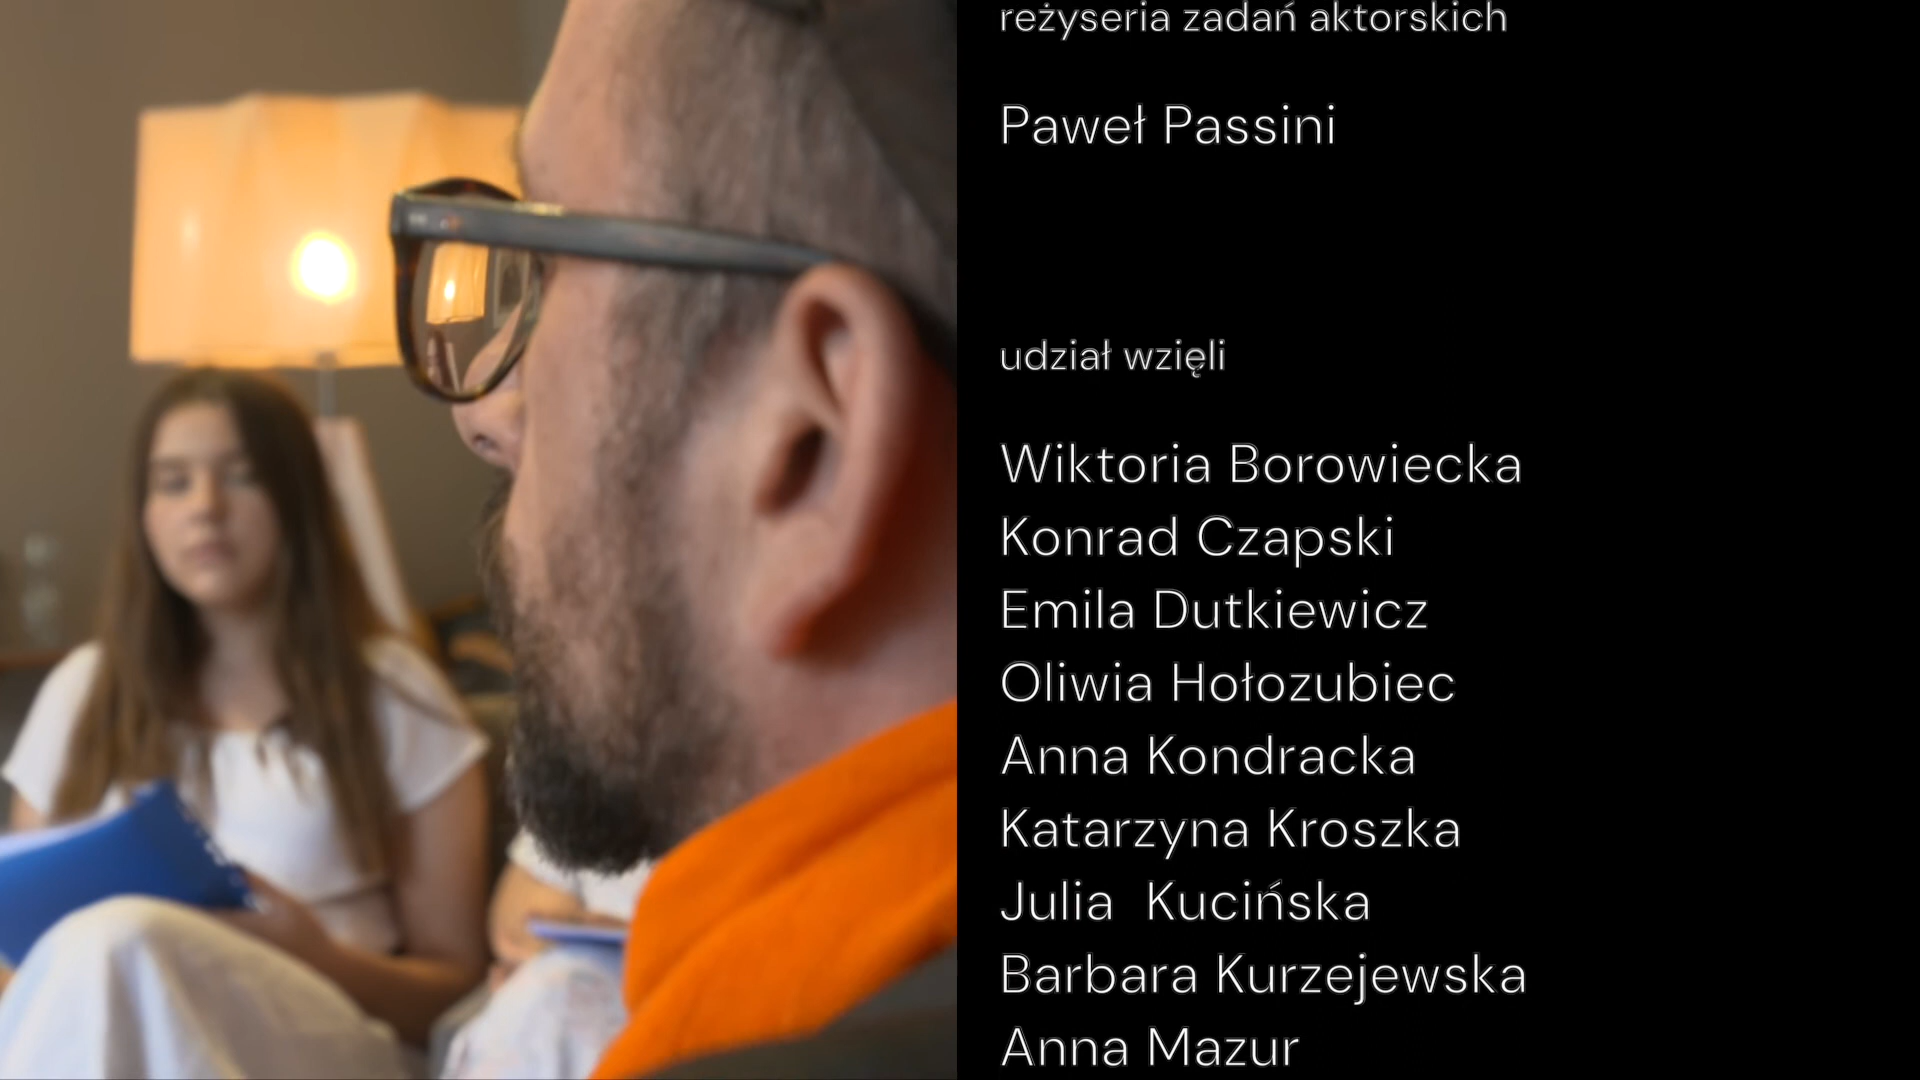 reżyseria zadań aktorskich
Paweł Passini
udział wzięli
Wiktoria Borowiecka
Konrad Czapski
Emila Dutkiewicz
Oliwia Hołozubiec
Anna Kondracka
Katarzyna Kroszka
Julia  Kucińska
Barbara Kurzejewska
Anna Mazur